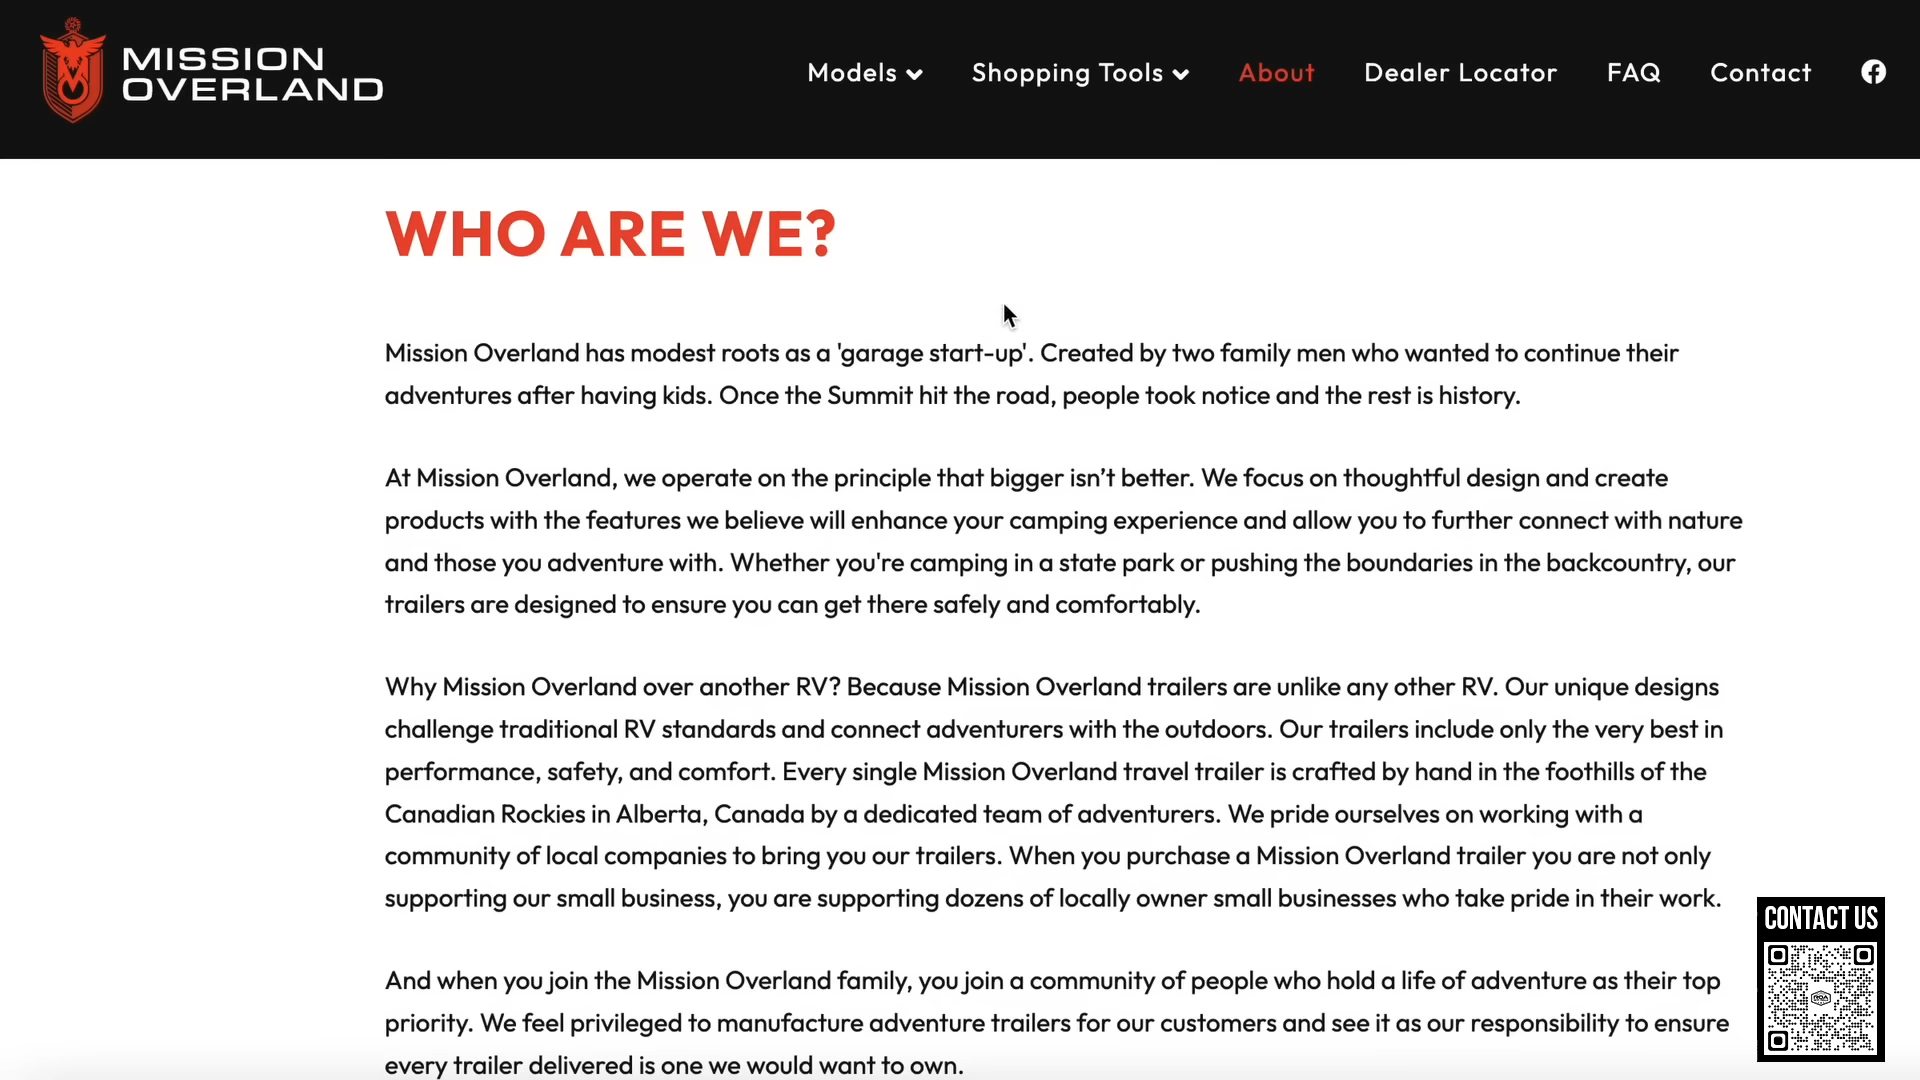 MISSION
OVERLAND
Models
Shopping Tools
About
Dealer Locator
FAQ
Contact
WHO ARE WE?
Mission Overland has modest roots as a 'garage start-up'. Created by two family men who wanted to continue their
adventures after having kids. Once the Summit hit the road, people took notice and the rest is history.
At Mission Overland, we operate on the principle that bigger isn’t better. We focus on thoughtful design and create
products with the features we believe will enhance your camping experience and allow you to further connect with nature
and those you adventure with. Whether you're camping in a state park or pushing the boundaries in the backcountry, our
trailers are designed to ensure you can get there safely and comfortably.
Why Mission Overland over another RV? Because Mission Overland trailers are unlike any other RV. Our unique designs
challenge traditional RV standards and connect adventurers with the outdoors. Our trailers include only the very best in
performance, safety, and comfort. Every single Mission Overland travel trailer is crafted by hand in the foothills of the
Canadian Rockies in Alberta, Canada by a dedicated team of adventurers. We pride ourselves on working with a
community of local companies to bring you our trailers. When you purchase a Mission Overland trailer you are not only
supporting our small business, you are supporting dozens of locally owner small businesses who take pride in their work.
CONTACT US
And when you join the Mission Overland family, you join a community of people who hold a life of adventure as their top
priority. We feel privileged to manufacture adventure trailers for our customers and see it as our responsibility to ensure
every trailer delivered is one we would want to own.